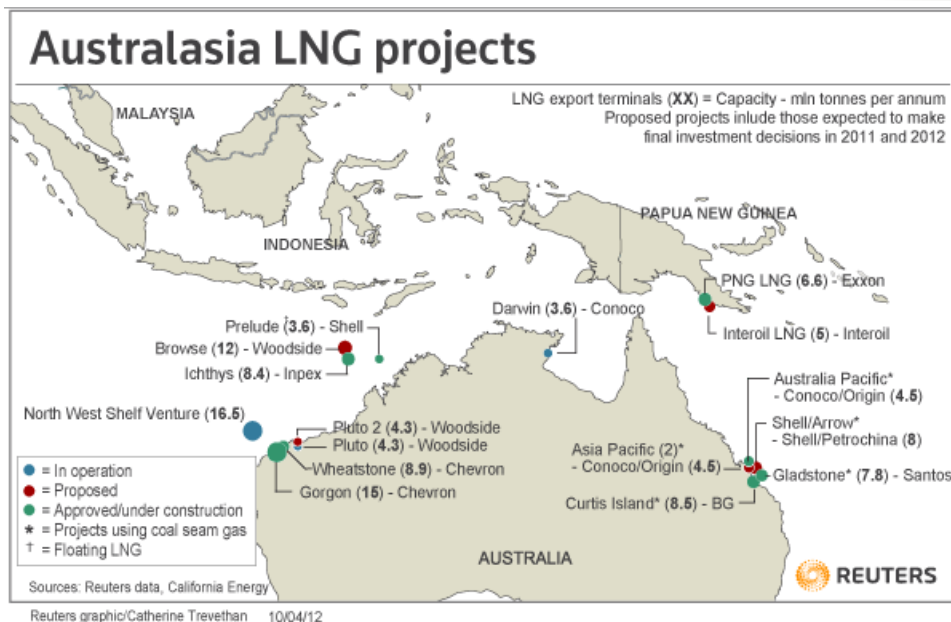 Australasia LNG projects
LNG export terminals (XX) = Capacity - mln tonnes per annum
Proposed projects inlude those expected to make
final investment decisions in 2011 and 2012
MALAYSIA
INDONESIA
PAPUA NEW GUINEA
PNG LNG (6.6) - Exxon
Interoil LNG (5) - Interoil
Darwin (3.6) - Conoco
Prelude (†3.6) - Shell
Browse (12) - Woodside
Ichthys (8.4) - Inpex
North West Shelf Venture (16.5)
Pluto 2 (4.3) - Woodside
Pluto (4.3) - Woodside
Wheatstone (8.9) - Chevron
Gorgon (15) - Chevron
Australia Pacific*
- Conoco/Origin (4.5)
Shell/Arrow*
- Shell/Petrochina (8)
Asia Pacific (2)*
- Conoco/Origin (4.5)
Gladstone* (7.8) - Santos
Curtis Island* (8.5) - BG
AUSTRALIA
= In operation
= Proposed
= Approved/under construction
* = Projects using coal seam gas
† = Floating LNG
Sources: Reuters data, California Energy
REUTERS
Reuters graphic/Catherine Trevethan 10/04/12